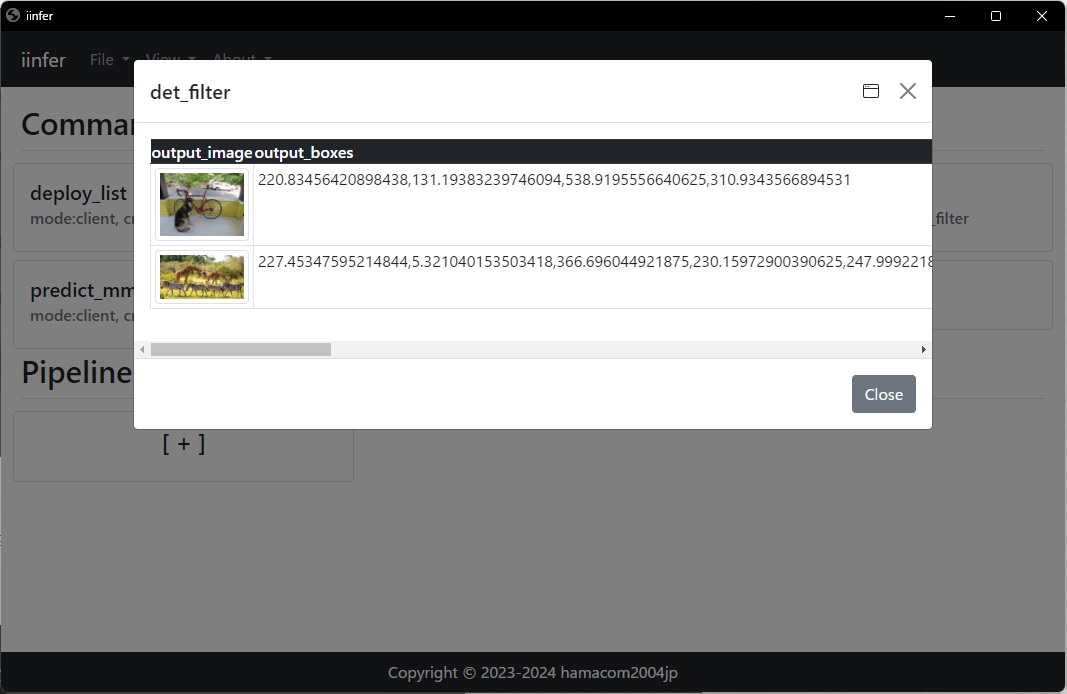 iinfer
iinfer File View About
det_filter
Comman
output_image output_boxes
deploy_list
220.83456420898438,131.19383239746094,538.9195556640625,310.9343566894531
mode:client, cr
_filter
227.45347595214844,5.321040153503418,366.696044921875,230.15972900390625,247.9992218
predict_mm
mode:client, cr
Pipeline
Close
[ + ]
Copyright © 2023-2024 hamacom2004jp